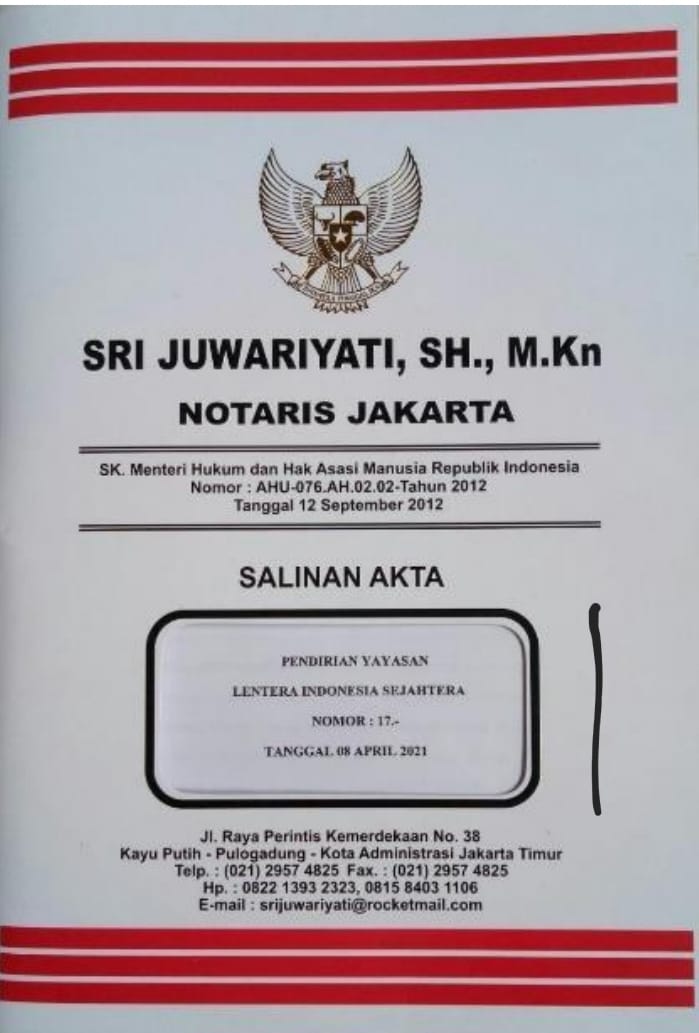 SRI JUWARIYATI, SH., M.Kn
NOTARIS JAKARTA
SK. Menteri Hukum dan Hak Asasi Manusia Republik Indonesia
Nomor : AHU-076.AH.02.02-Tahun 2012
Tanggal 12 September 2012
SALINAN AKTA
PENDIRIAN YAYASAN
LENTERA INDONESIA SEJAHTERA
NOMOR : 17.-
TANGGAL 08 APRIL 2021
Jl. Raya Perintis Kemerdekaan No. 38
Kayu Putih - Pulogadung - Kota Administrasi Jakarta Timur
Telp. : (021) 2957 4825 Fax. : (021) 2957 4825
Hp. : 0822 1393 2323, 0815 8403 1106
E-mail : srijuwariyati@rocketmail.com